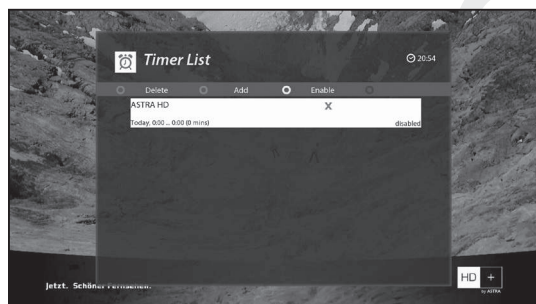 Timer List
20:54
Delete Add Enable
ASTRA HD X
Today, 0:00 ... 0:00 (0 mins) disabled
Jetzt. Schöner Fernsehen.
HD +
by ASTRA